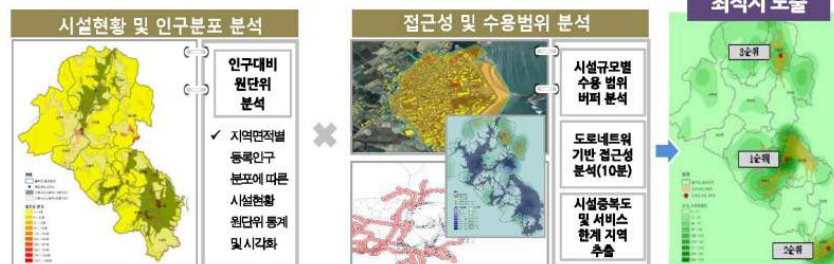 시설현황 및 인구분포 분석
인구대비
원단위
분석
✓ 지역면적별
등록인구
분포에 따른
시설현황
원단위 통계
및 시각화
접근성 및 수용범위 분석
시설규모별
수용 범위
버퍼 분석
도로네트워
기반 접근성
분석(10분)
시설중복도
및 서비스
한계 지역
추출
최적지 도출
3순위
1순위
2순위